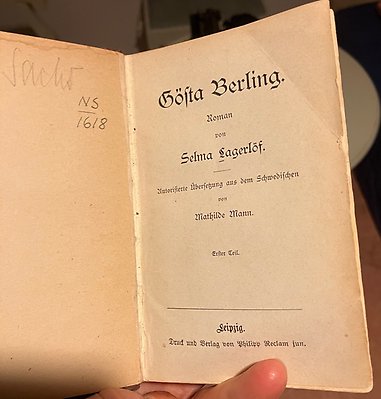 Sachs
NS
1618
Gösta Berling.
Roman
von
Selma Lagerlöf.
Autorisierte Übersetzung aus dem Schwedischen
von
Mathilde Mann.
Erster Teil.
Leipzig.
Druck und Verlag von Philipp Reclam jun.